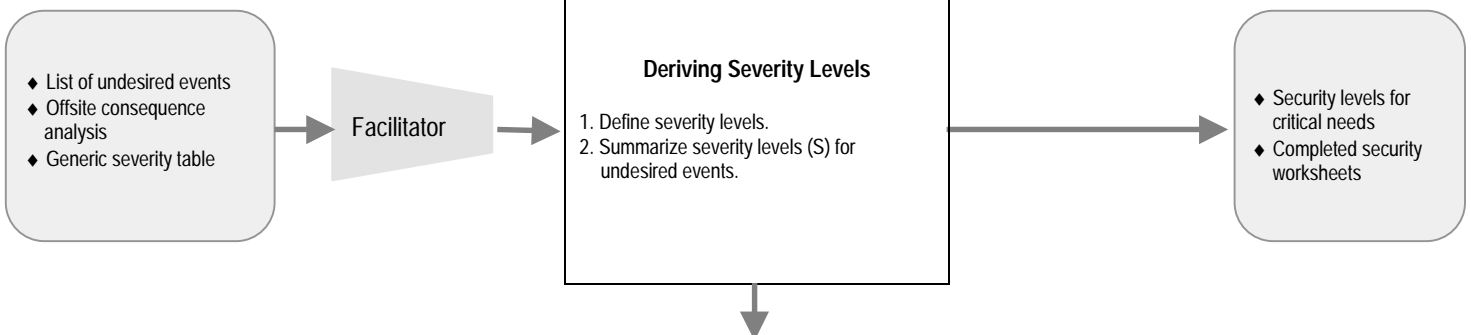 ♦ List of undesired events
♦ Offsite consequence
analysis
♦ Generic severity table
Facilitator
Deriving Severity Levels
1. Define severity levels.
2. Summarize severity levels (S) for
undesired events.
♦ Security levels for
critical needs
♦ Completed security
worksheets